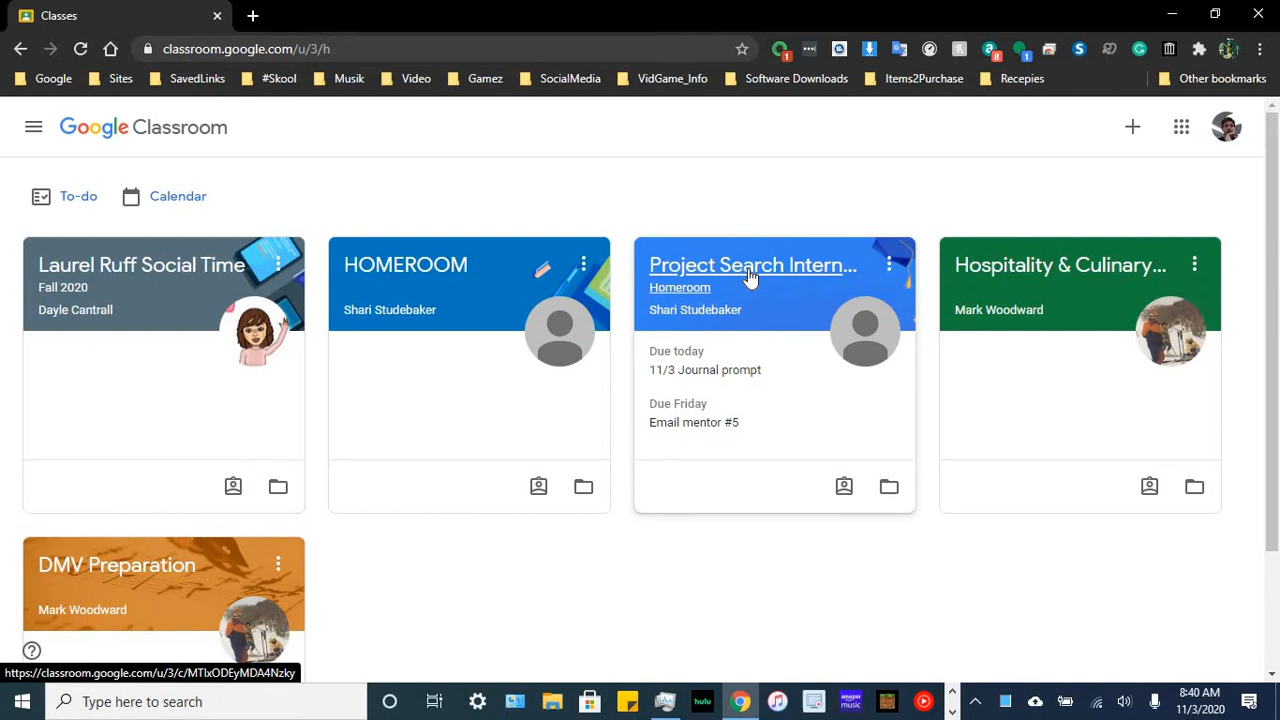 Classes
classroom.google.com/u/3/h
Google Sites SavedLinks #Skool Musik Video Gamez SocialMedia VidGame_Info Software Downloads Items2Purchase Recepies Other bookmarks
Google Classroom
To-do Calendar
Laurel Ruff Social Time
Fall 2020
Dayle Cantrall
HOMEROOM
Shari Studebaker
Project Search Intern...
Homeroom
Shari Studebaker
Due today
11/3 Journal prompt
Due Friday
Email mentor #5
Hospitality & Culinary...
Mark Woodward
DMV Preparation
Mark Woodward
https://classroom.google.com/u/3/c/MTIxODEyMDA4Nzky
Type here to search
hulu
amazon music
8:40 AM
11/3/2020